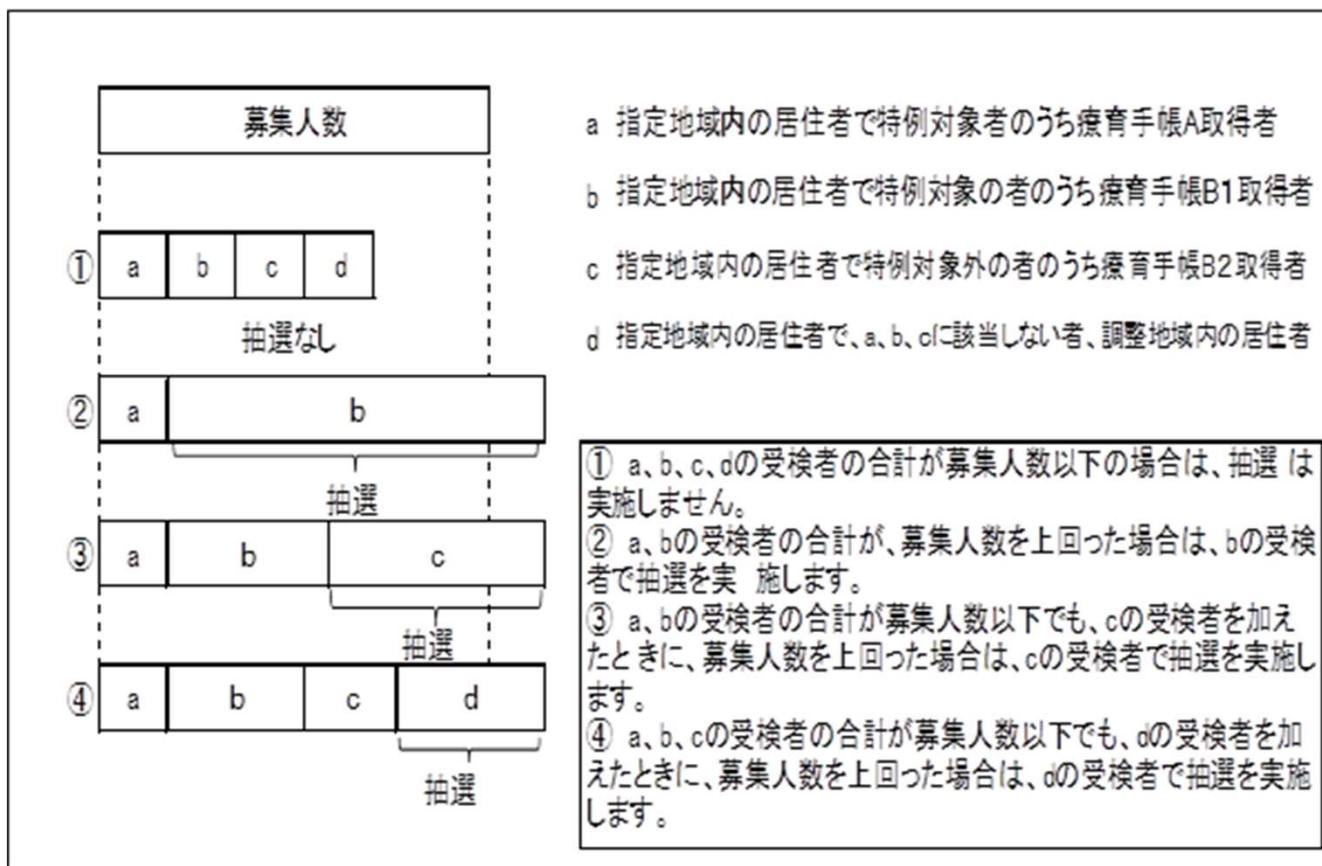 募集人数
a 指定地域内の居住者で特例対象者のうち療育手帳A取得者
b 指定地域内の居住者で特例対象の者のうち療育手帳B1取得者
c 指定地域内の居住者で特例対象外の者のうち療育手帳B2取得者
d 指定地域内の居住者で、a、b、cに該当しない者、調整地域内の居住者
① a b c d
抽選なし
② a b
抽選
③ a b c
抽選
④ a b c d
抽選
① a、b、c、dの受検者の合計が募集人数以下の場合は、抽選 は
実施しません。
② a、bの受検者の合計が、募集人数を上回った場合は、bの受検
者で抽選を実 施します。
③ a、bの受検者の合計が募集人数以下でも、cの受検者を加え
たときに、募集人数を上回った場合は、cの受検者で抽選を実施し
ます。
④ a、b、cの受検者の合計が募集人数以下でも、dの受検者を加
えたときに、募集人数を上回った場合は、dの受検者で抽選を実施
します。